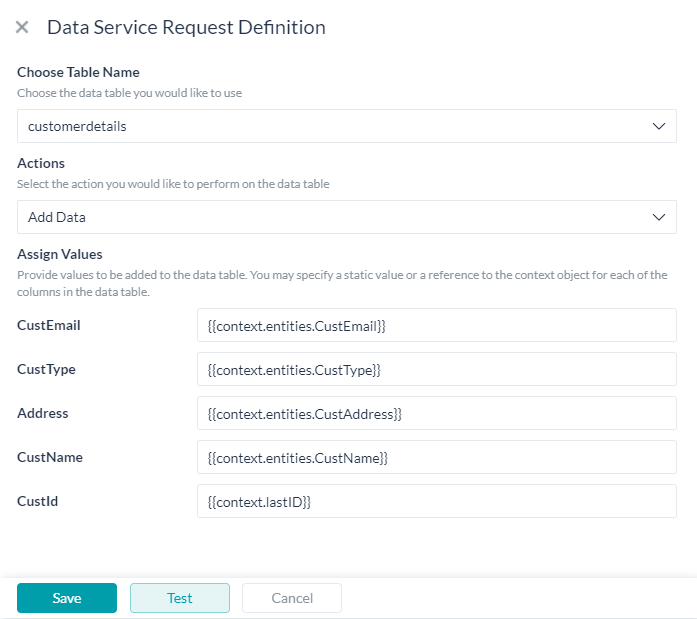 Data Service Request Definition
Choose Table Name
Choose the data table you would like to use
customerdetails
Actions
Select the action you would like to perform on the data table
Add Data
Assign Values
Provide values to be added to the data table. You may specify a static value or a reference to the context object for each of the
columns in the data table.
CustEmail {{context.entities.CustEmail}}
CustType {{context.entities.CustType}}
Address {{context.entities.CustAddress}}
CustName {{context.entities.CustName}}
CustId {{context.lastID}}
Save Test Cancel